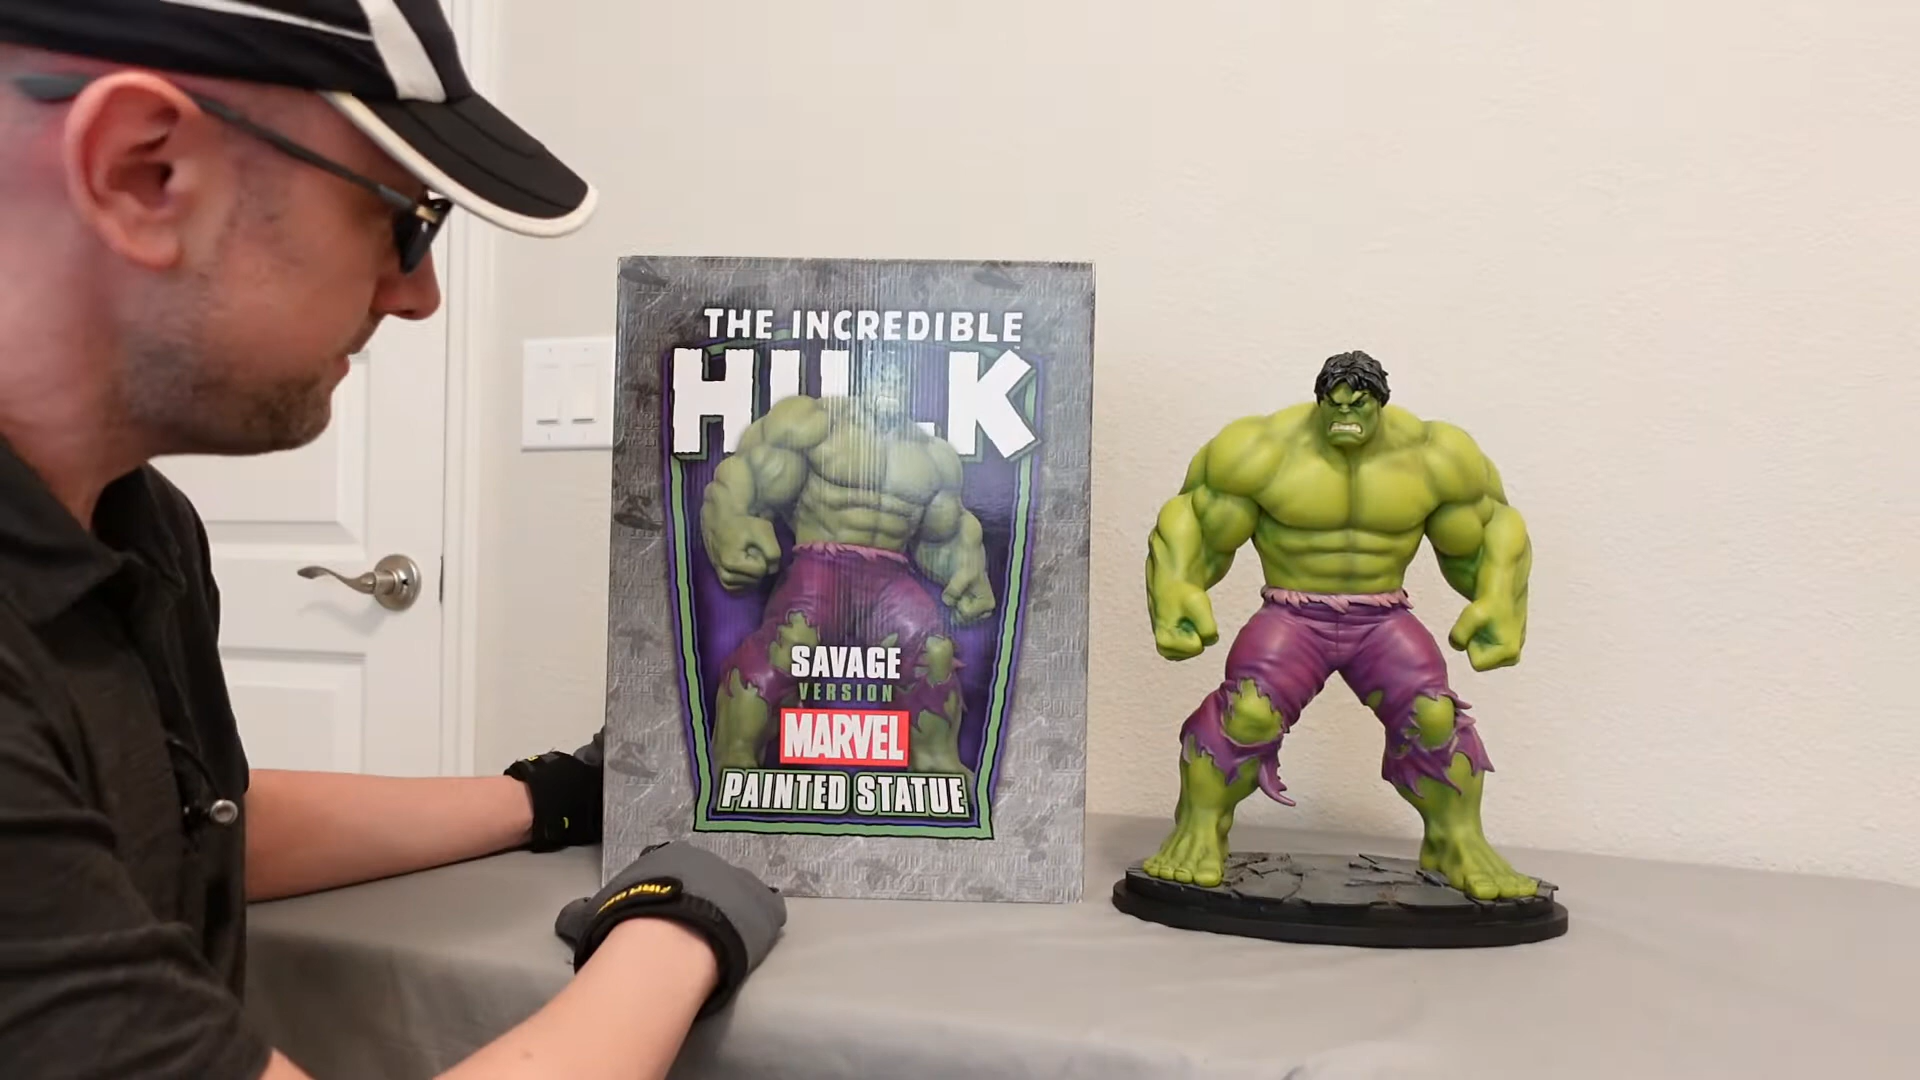 THE INCREDIBLE
HULK
SAVAGE
VERSION
MARVEL
PAINTED STATUE